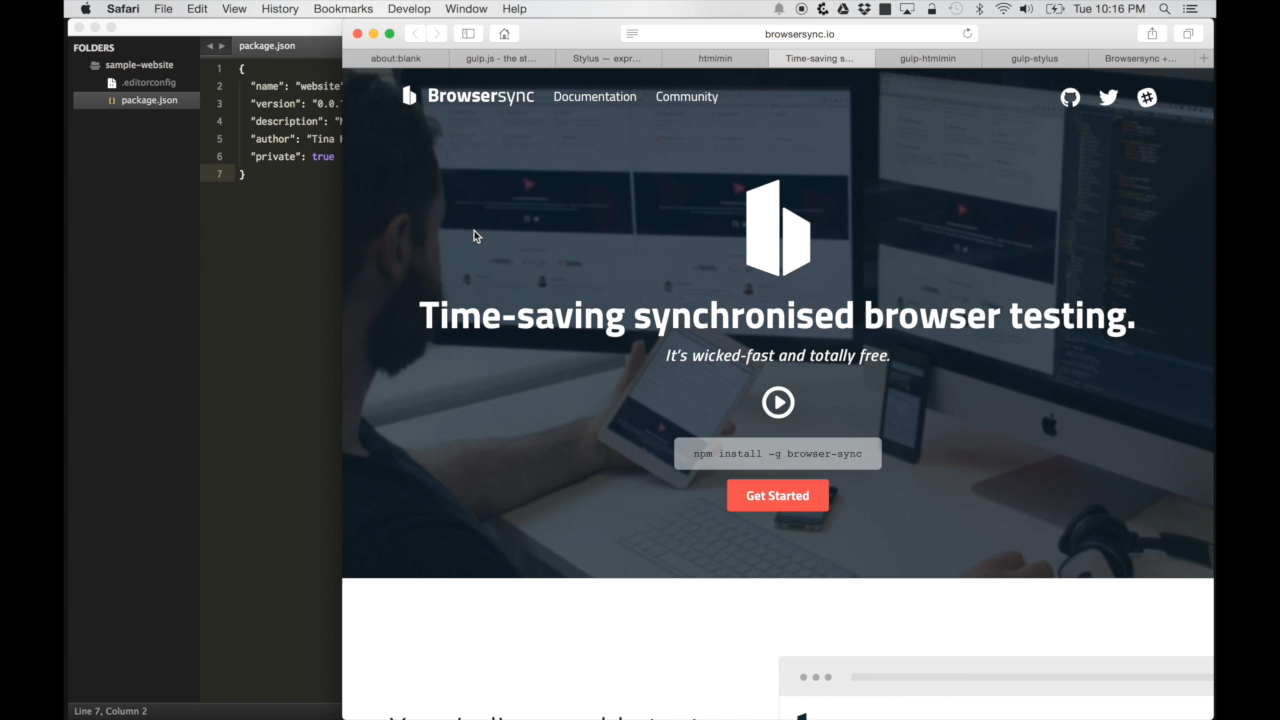 Safari File Edit View History Bookmarks Develop Window Help Tue 10:16 PM
FOLDERS
sample-website
.editorconfig
package.json
package.json
1 {
2 "name": "website"
3 "version": "0.0.
4 "description": "
5 "author": "Tina
6 "private": true
7 }
Line 7, Column 2
browsersync.io
about:blank gulp.js - the st... Stylus — expr... htmlmin Time-saving s... gulp-htmlmin gulp-stylus Browsersync +...
Browsersync Documentation Community
Time-saving synchronised browser testing.
It's wicked-fast and totally free.
npm install -g browser-sync
Get Started